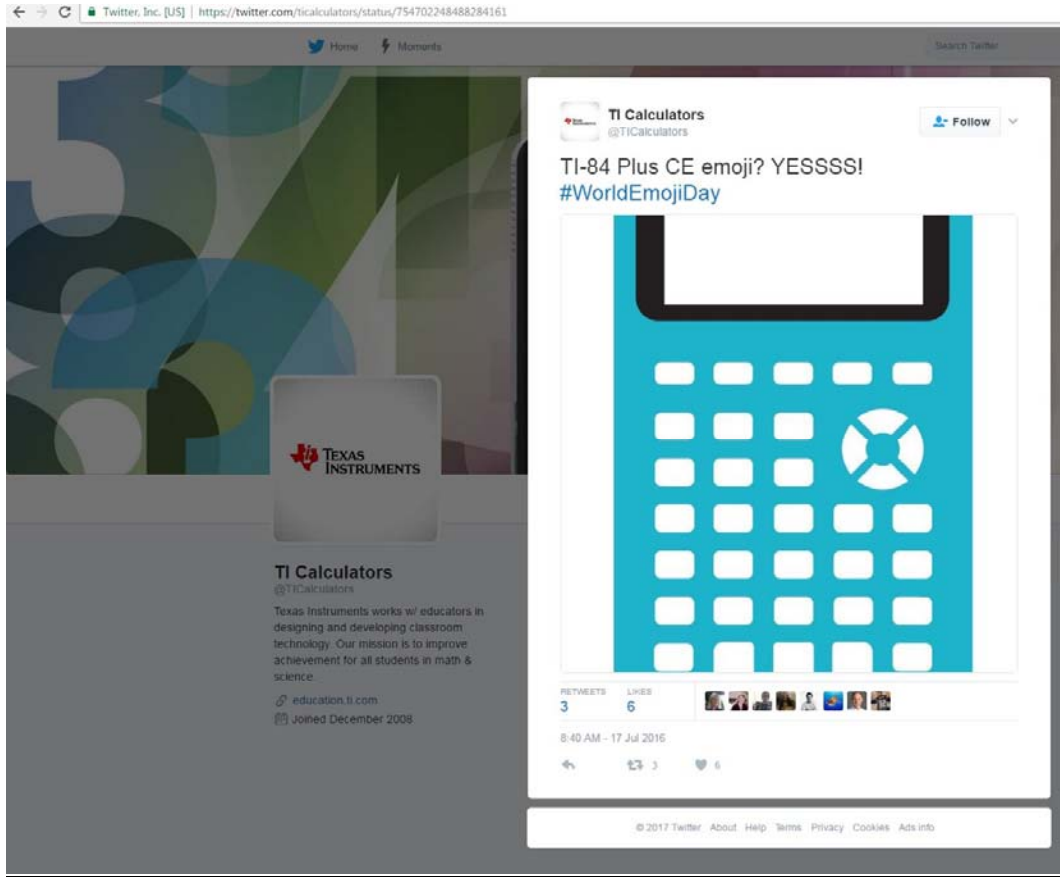 Twitter, Inc. [US] | https://twitter.com/ticalculators/status/754702248488284161
Home Moments Search Twitter
TI Calculators
@TICalculators
Follow
TI-84 Plus CE emoji? YESSSS!
#WorldEmojiDay
TEXAS
INSTRUMENTS
TI Calculators
@TICalculators
Texas Instruments works w/ educators in
designing and developing classroom
technology. Our mission is to improve
achievement for all students in math &
science.
education.ti.com
Joined December 2008
RETWEETS LIKES
3 6
8:40 AM - 17 Jul 2016
3 6
© 2017 Twitter About Help Terms Privacy Cookies Ads info